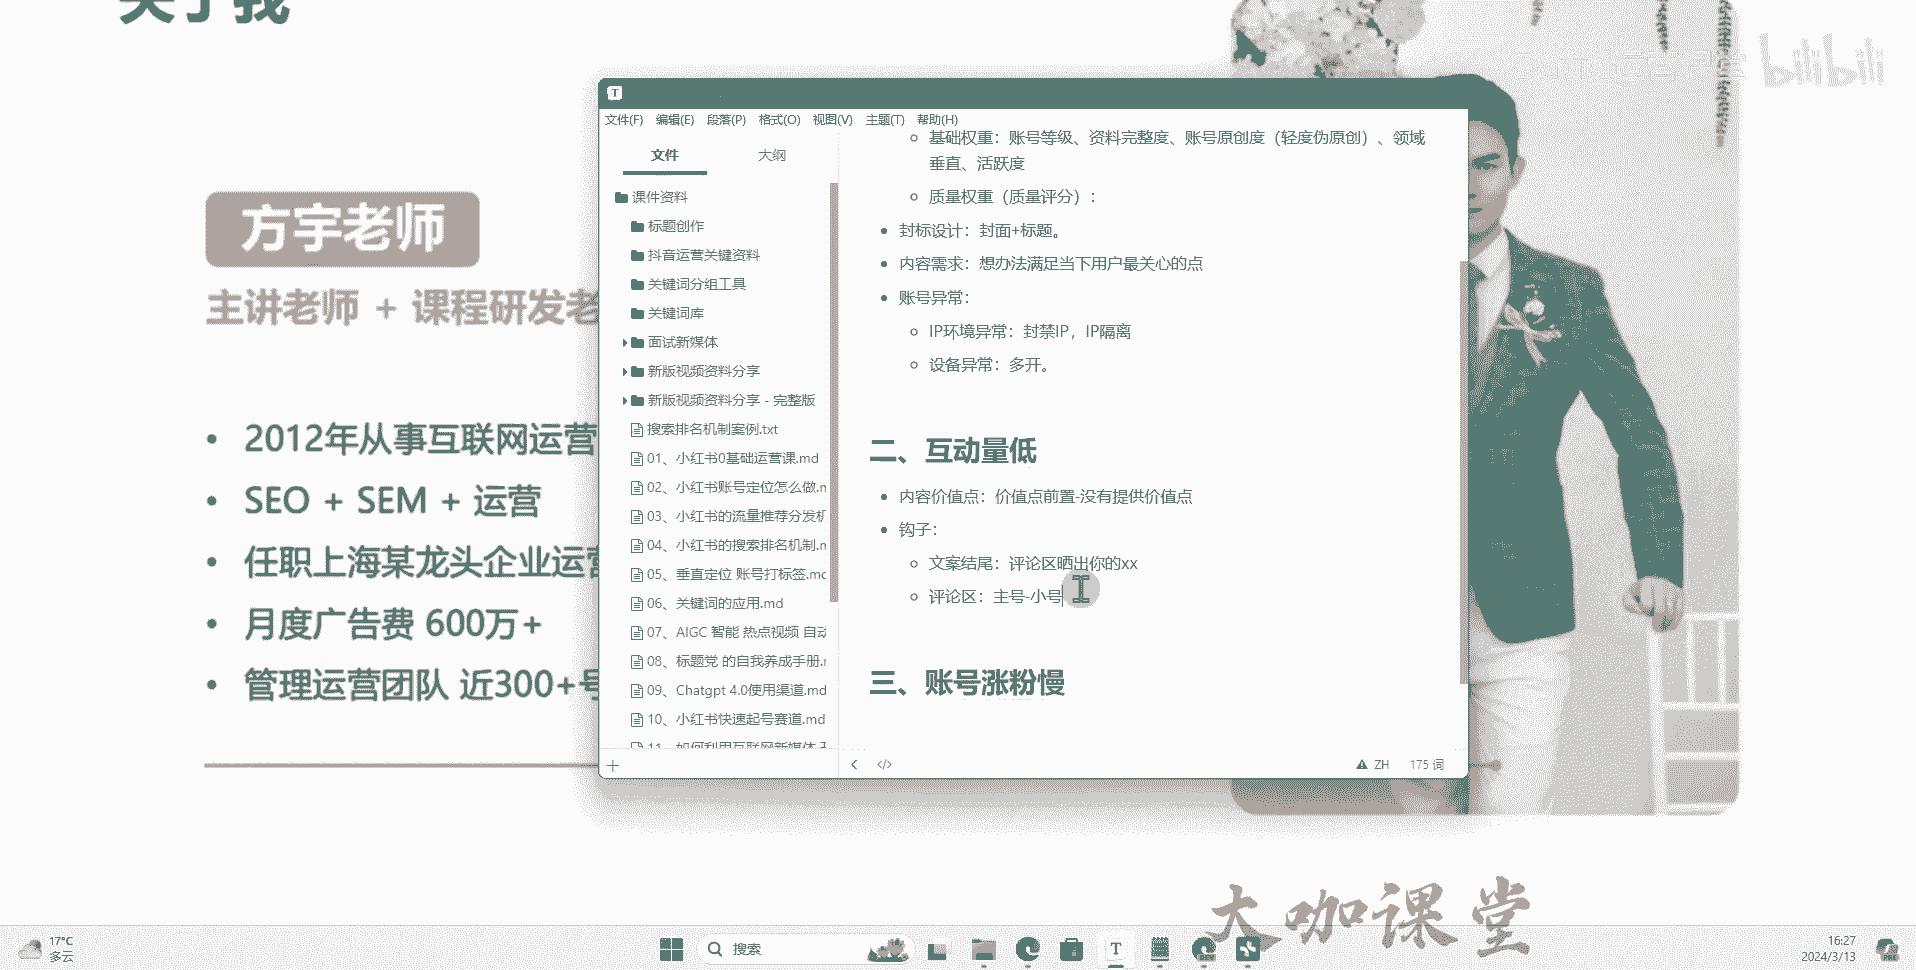 关于我
bilibili
方宇老师
主讲老师 + 课程研发老
2012年从事互联网运营
SEO + SEM + 运营
任职上海某龙头企业运营
月度广告费 600万+
管理运营团队 近300+号
T
文件(F) 编辑(E) 段落(P) 格式(O) 视图(V) 主题(T) 帮助(H)
文件 大纲
课件资料
标题创作
抖音运营关键资料
关键词分组工具
关键词库
面试新媒体
新版视频资料分享
新版视频资料分享 - 完整版
搜索排名机制案例.txt
01、小红书0基础运营课.md
02、小红书账号定位怎么做.m
03、小红书的流量推荐分发机
04、小红书的搜索排名机制.m
05、垂直定位 账号打标签.md
06、关键词的应用.md
07、AIGC 智能 热点视频 自动
08、标题党 的自我养成手册.m
09、Chatgpt 4.0使用渠道.md
10、小红书快速起号赛道.md
11、如何利用互联网新媒体
基础权重：账号等级、资料完整度、账号原创度（轻度伪原创）、领域
垂直、活跃度
质量权重（质量评分）：
封标设计：封面+标题。
内容需求：想办法满足当下用户最关心的点
账号异常：
IP环境异常：封禁IP，IP隔离
设备异常：多开。
二、互动量低
内容价值点：价值点前置-没有提供价值点
钩子：
文案结尾：评论区晒出你的xx
评论区：主号-小号
三、账号涨粉慢
ZH 175 词
大咖课堂
17°C
多云
搜索
T
DEV
16:27
2024/3/13
PRE